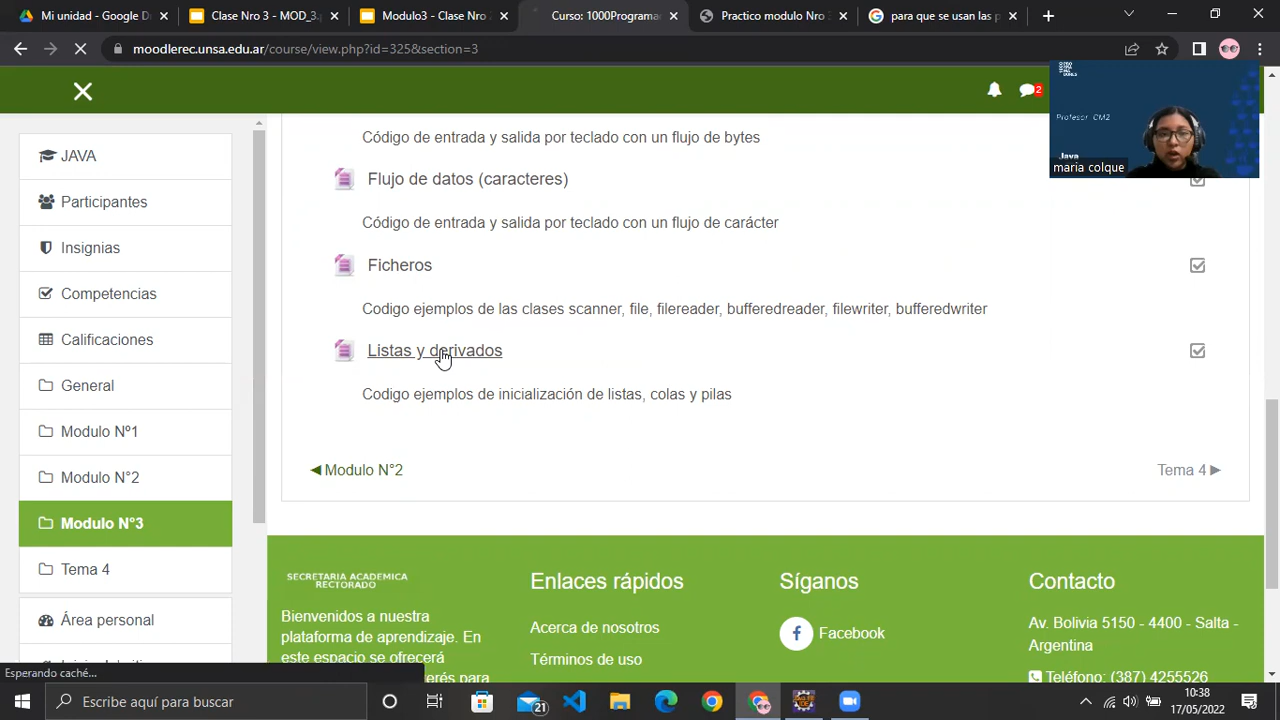 Mi unidad - Google D
Clase Nro 3 - MOD_3.
Modulo3 - Clase Nro
Curso: 1000Programa
Practico modulo Nro
para que se usan las p
moodlerec.unsa.edu.ar/course/view.php?id=325&section=3
2
Profesor CM2
Java
maria colque
JAVA
Participantes
Insignias
Competencias
Calificaciones
General
Modulo Nº1
Modulo N°2
Modulo N°3
Tema 4
Área personal
Código de entrada y salida por teclado con un flujo de bytes
Flujo de datos (caracteres)
Código de entrada y salida por teclado con un flujo de carácter
Ficheros
Codigo ejemplos de las clases scanner, file, filereader, bufferedreader, filewriter, bufferedwriter
Listas y derivados
Codigo ejemplos de inicialización de listas, colas y pilas
◀ Modulo N°2
Tema 4 ▶
SECRETARIA ACADEMICA
RECTORADO
Bienvenidos a nuestra
plataforma de aprendizaje. En
este espacio se ofrecerá
Enlaces rápidos
Acerca de nosotros
Términos de uso
Síganos
Facebook
Contacto
Av. Bolivia 5150 - 4400 - Salta -
Argentina
Teléfono: (387) 4255526
Esperando caché...
Escribe aquí para buscar
21
10:38
17/05/2022